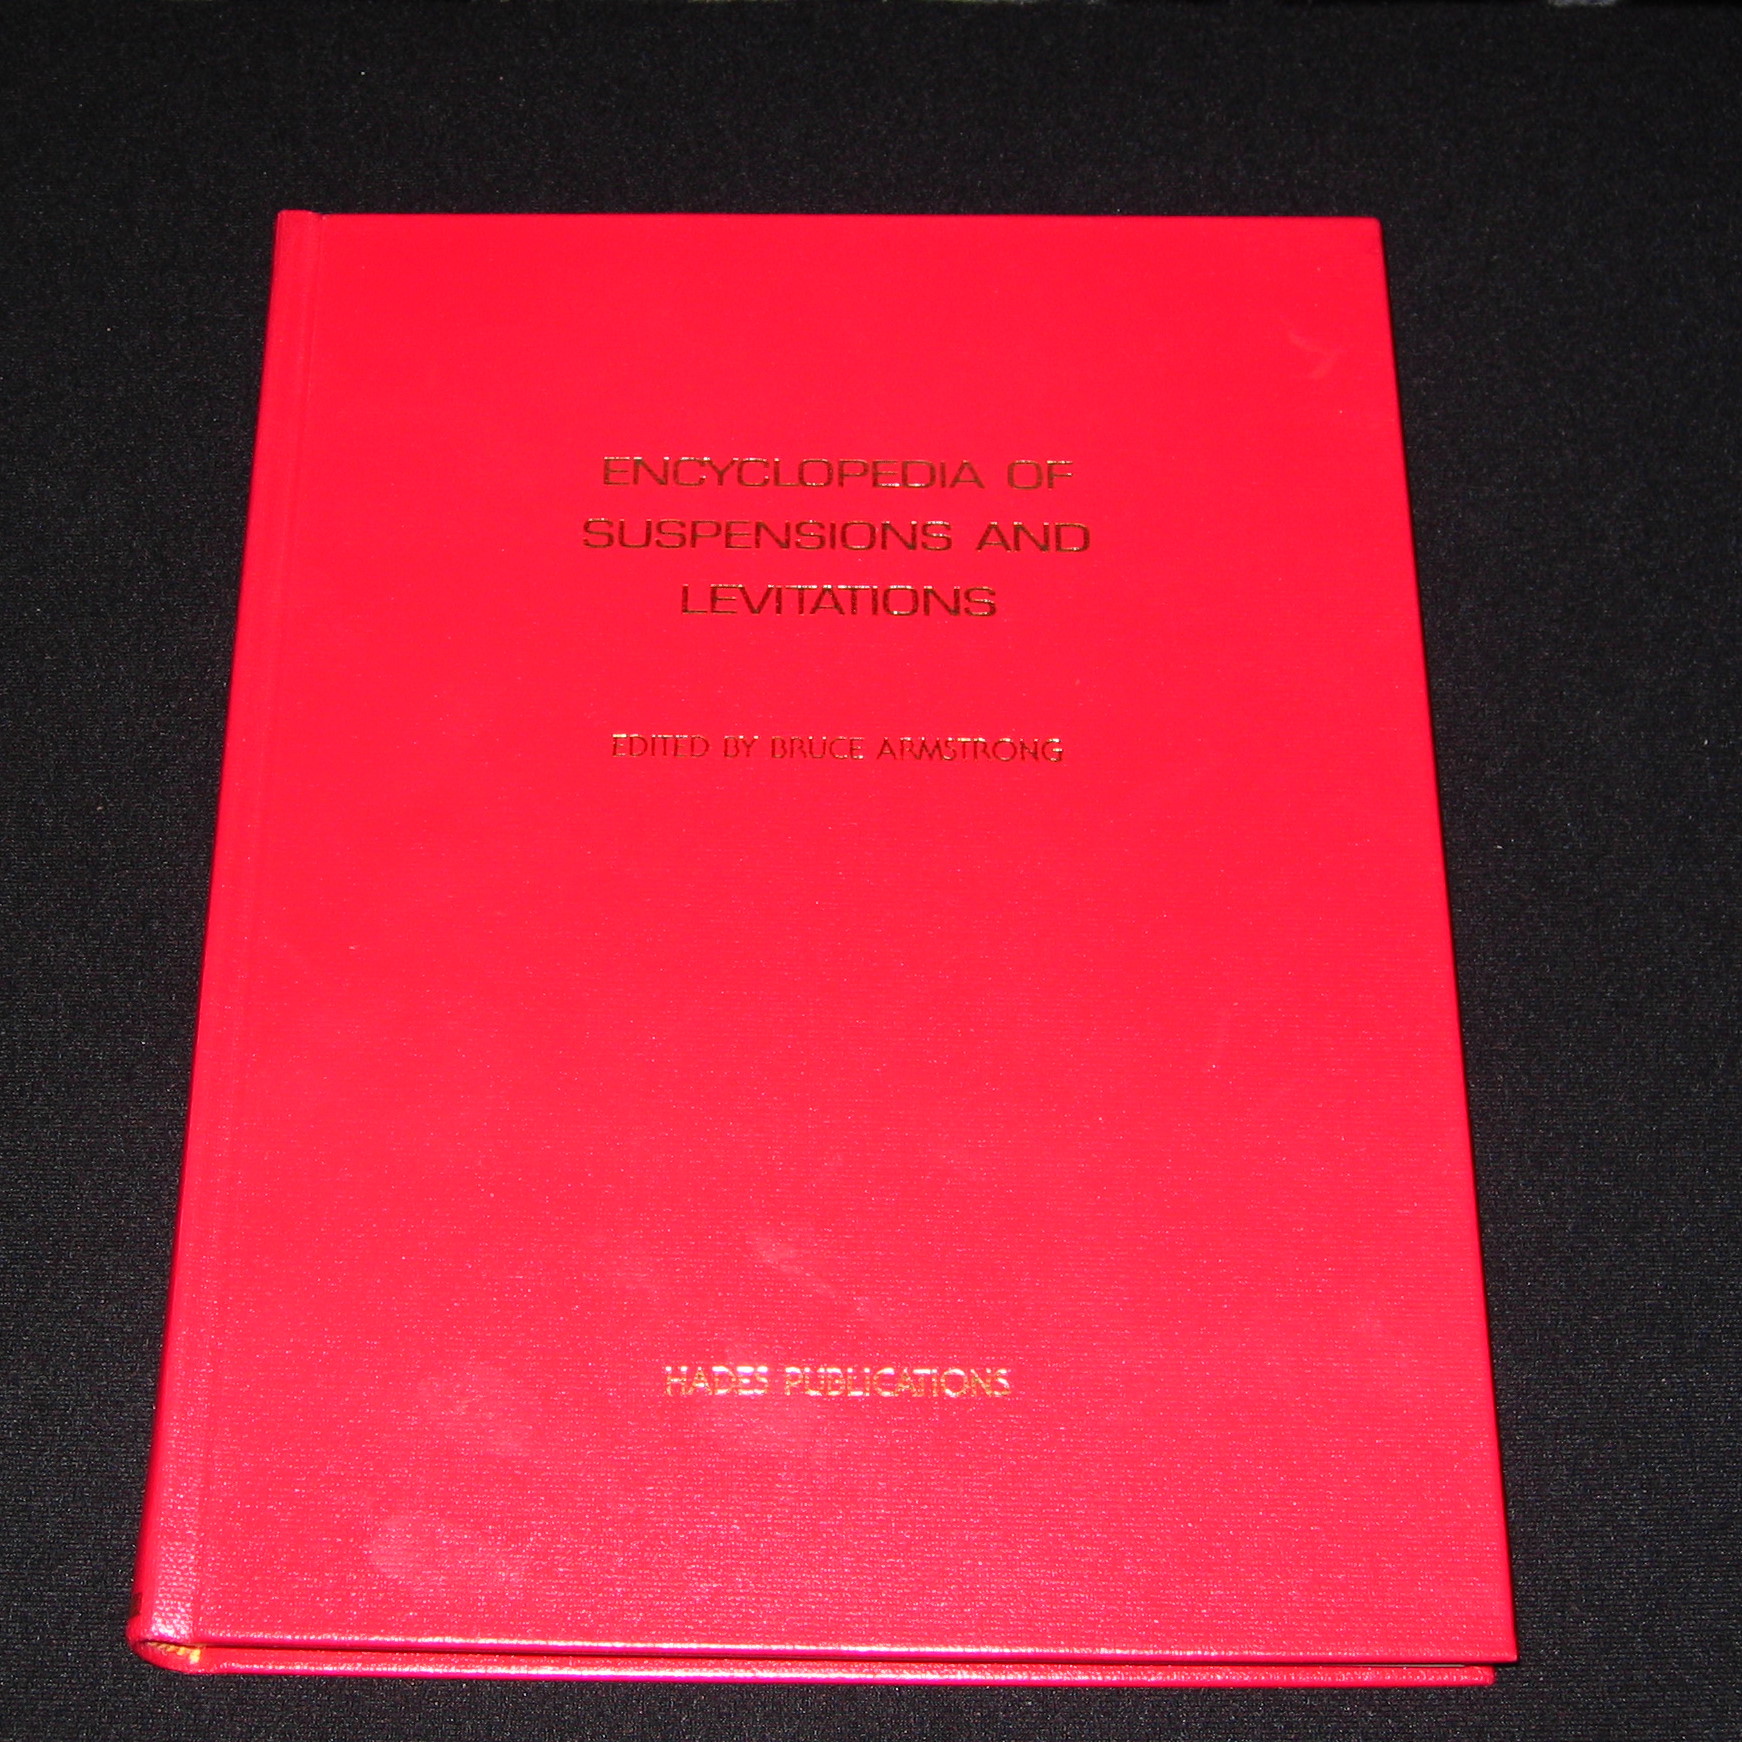 ENCYCLOPEDIA OF
SUSPENSIONS AND
LEVITATIONS
EDITED BY BRUCE ARMSTRONG
HADES PUBLICATIONS